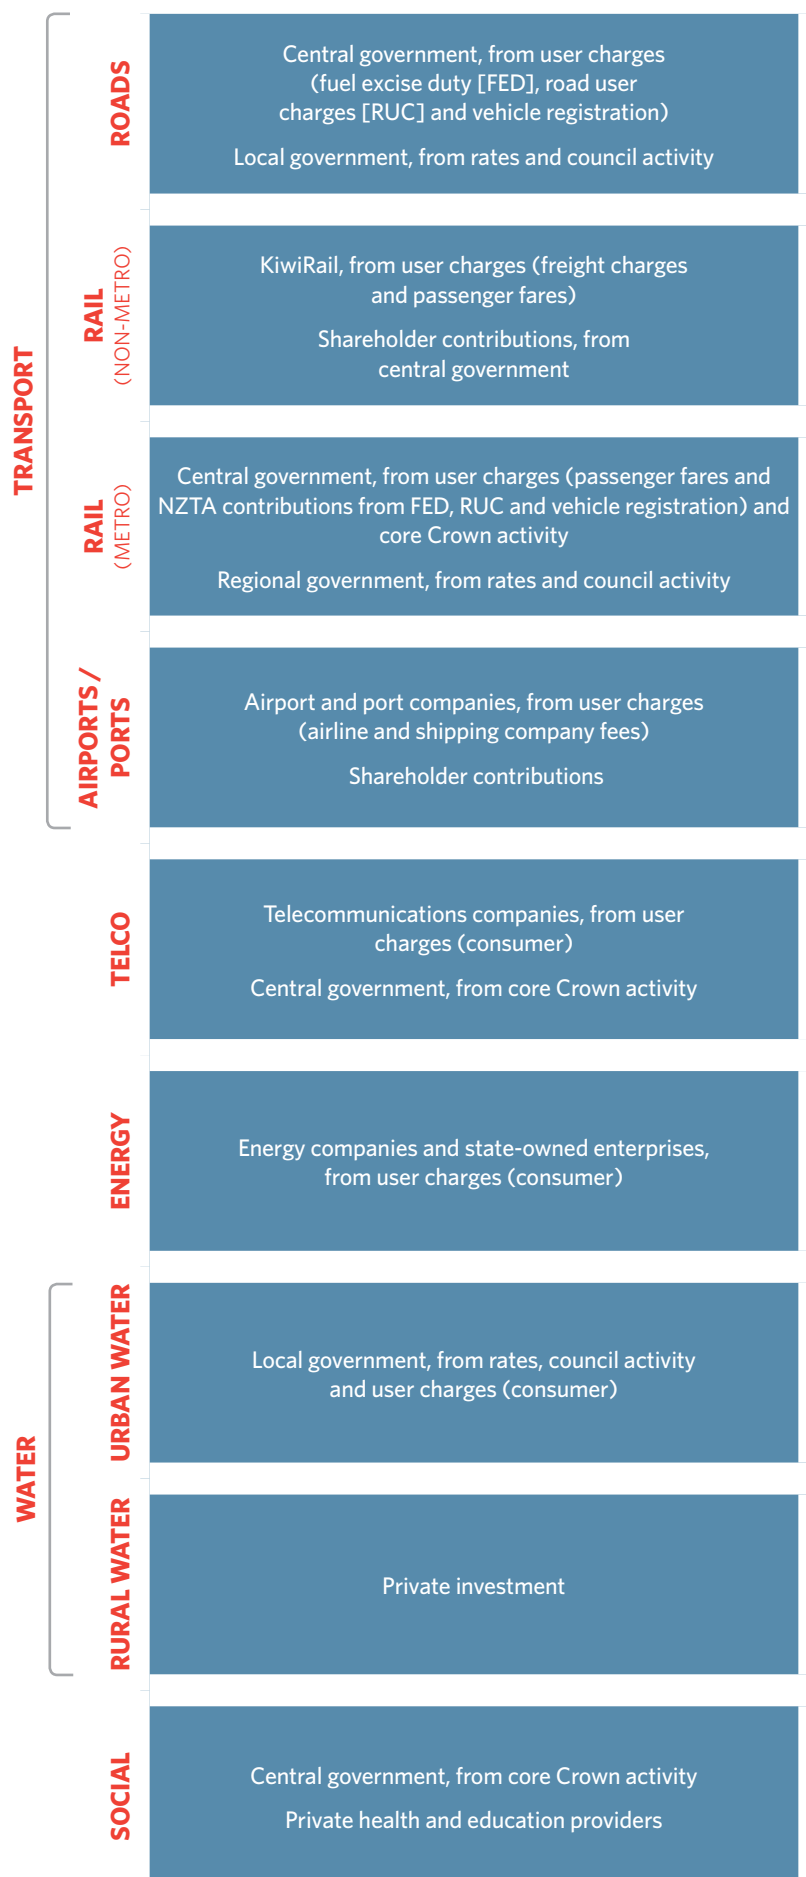 TRANSPORT
ROADS
Central government, from user charges
(fuel excise duty [FED], road user
charges [RUC] and vehicle registration)
Local government, from rates and council activity
RAIL
(NON-METRO)
KiwiRail, from user charges (freight charges
and passenger fares)
Shareholder contributions, from
central government
RAIL
(METRO)
Central government, from user charges (passenger fares and
NZTA contributions from FED, RUC and vehicle registration) and
core Crown activity
Regional government, from rates and council activity
AIRPORTS /
PORTS
Airport and port companies, from user charges
(airline and shipping company fees)
Shareholder contributions
TELCO
Telecommunications companies, from user
charges (consumer)
Central government, from core Crown activity
ENERGY
Energy companies and state-owned enterprises,
from user charges (consumer)
WATER
URBAN WATER
Local government, from rates, council activity
and user charges (consumer)
RURAL WATER
Private investment
SOCIAL
Central government, from core Crown activity
Private health and education providers